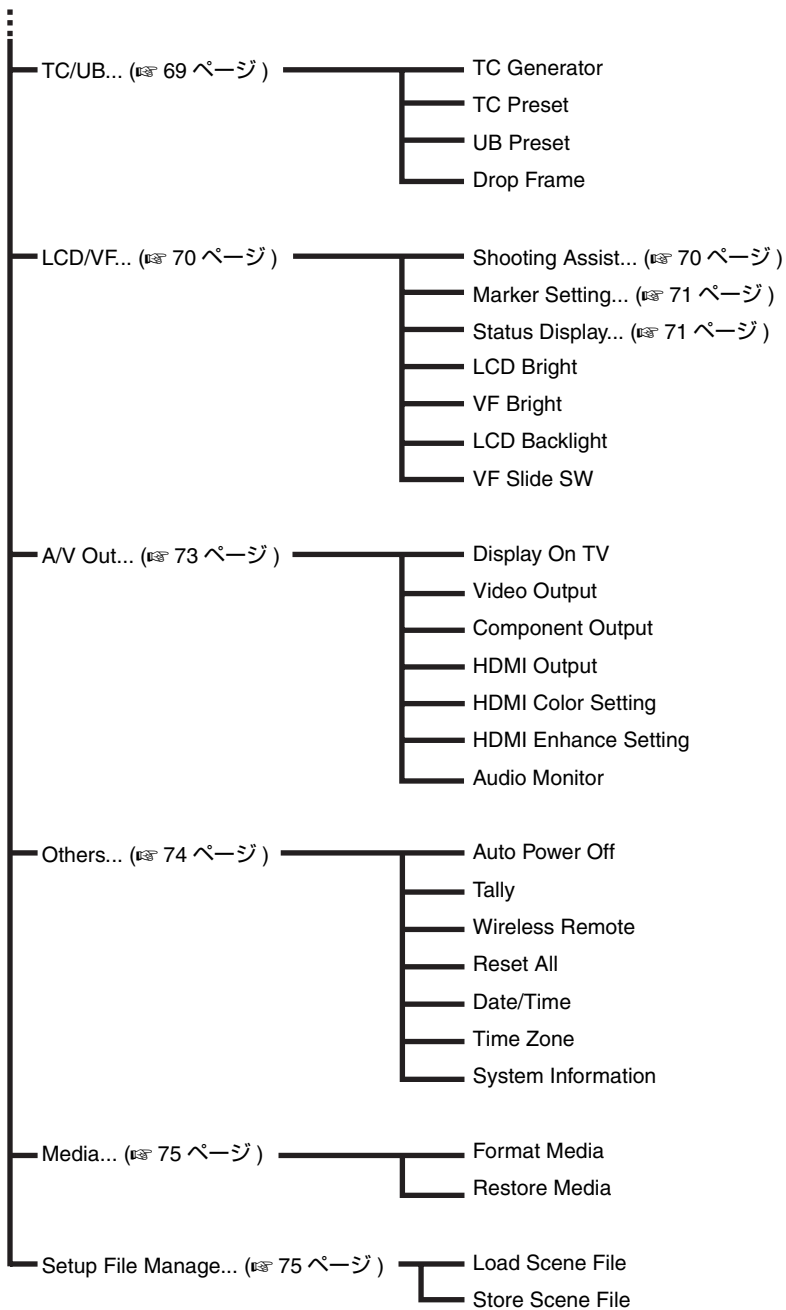 TC/UB... (☞ 69 ページ )
TC Generator
TC Preset
UB Preset
Drop Frame
LCD/VF... (☞ 70 ページ )
Shooting Assist... (☞ 70 ページ )
Marker Setting... (☞ 71 ページ )
Status Display... (☞ 71 ページ )
LCD Bright
VF Bright
LCD Backlight
VF Slide SW
A/V Out... (☞ 73 ページ )
Display On TV
Video Output
Component Output
HDMI Output
HDMI Color Setting
HDMI Enhance Setting
Audio Monitor
Others... (☞ 74 ページ )
Auto Power Off
Tally
Wireless Remote
Reset All
Date/Time
Time Zone
System Information
Media... (☞ 75 ページ )
Format Media
Restore Media
Setup File Manage... (☞ 75 ページ )
Load Scene File
Store Scene File